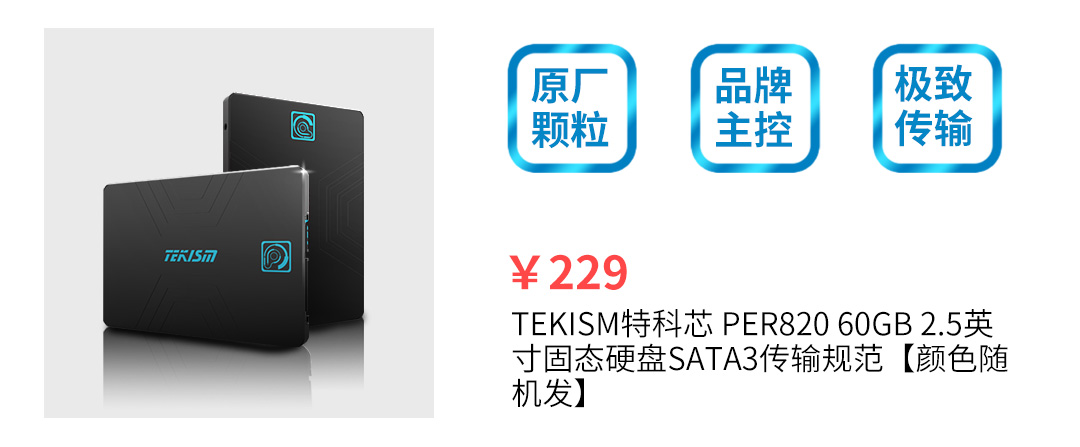 TEKISM
原厂
颗粒
品牌
主控
极致
传输
￥229
TEKISM特科芯 PER820 60GB 2.5英
寸固态硬盘SATA3传输规范【颜色随
机发】